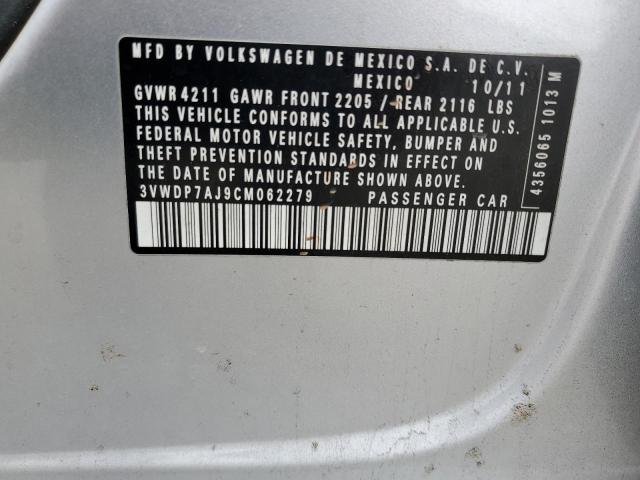 MFD BY VOLKSWAGEN DE MEXICO S.A. DE C.V.
MEXICO 10/11
GVWR 4211 GAWR FRONT 2205 / REAR 2116 LBS
THIS VEHICLE CONFORMS TO ALL APPLICABLE U.S.
FEDERAL MOTOR VEHICLE SAFETY, BUMPER AND
THEFT PREVENTION STANDARDS IN EFFECT ON
THE DATE OF MANUFACTURE SHOWN ABOVE
3VWDP7AJ9CM062279 PASSENGER CAR
4356065 1013 M